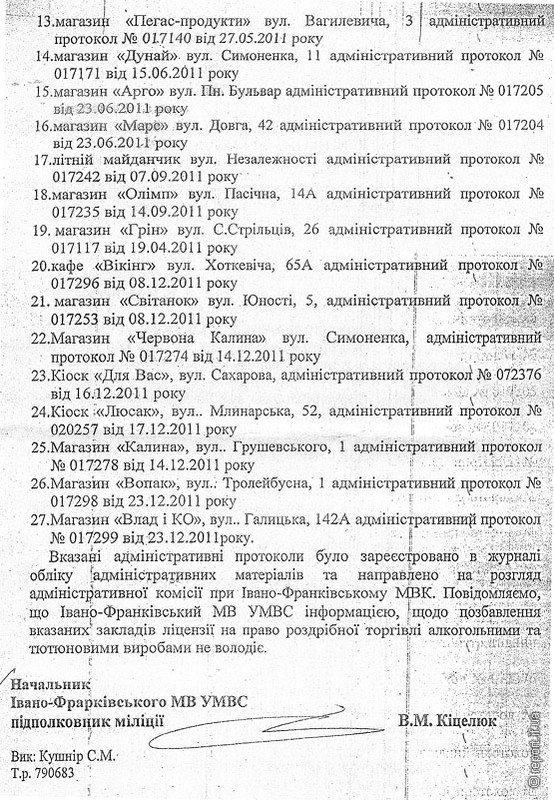 13.магазин «Пегас-продукти» вул. Вагилевича, 3 адміністративний
протокол № 017140 від 27.05.2011 року
14.магазин «Дунай» вул. Симоненка, 11 адміністративний протокол №
017171 від 15.06.2011 року
15.магазин «Арго» вул. Пн. Бульвар адміністративний протокол № 017205
від 23.06.2011 року
16.магазин «Марс» вул. Довга, 42 адміністративний протокол № 017204
від 23.06.2011 року
17.літній майданчик вул. Незалежності адміністративний протокол №
017242 від 07.09.2011 року
18.магазин «Олімп» вул. Пасічна, 14А адміністративний протокол №
017235 від 14.09.2011 року
19. магазин «Грін» вул. С.Стрільців, 26 адміністративний протокол №
017117 від 19.04.2011 року
20.кафе «Вікінг» вул. Хоткевіча, 65А адміністративний протокол №
017296 від 08.12.2011 року
21. магазин «Світанок» вул. Юності, 5, адміністративний протокол №
017253 від 08.12.2011 року
22.Магазин «Червона Калина» вул. Симоненка, адміністративний
протокол № 017274 від 14.12.2011 року
23.Кіоск «Для Вас», вул. Сахарова, адміністративний протокол № 072376
від 16.12.2011 року
24.Кіоск «Люсак», вул.. Млинарська, 52, адміністративний протокол №
020257 від 17.12.2011 року
25.Магазин «Калина», вул.. Грушевського, 1 адміністративний протокол
№ 017278 від 14.12.2011 року
26.Магазин «Вопак», вул.. Тролейбусна, 1 адміністративний протокол №
017298 від 23.12.2011 року
27.Магазин «Влад і КО», вул.. Галицька, 142А адміністративний протокол
№ 017299 від 23.12.2011року.
Вказані адміністративні протоколи було зареєстровано в журналі
обліку адміністративних матеріалів та направлено на розгляд
адміністративної комісії при Івано-Франківському МВК. Повідомляємо,
що Івано-Франківський МВ УМВС інформацією, щодо позбавлення
вказаних закладів ліцензії на право роздрібної торгівлі алкогольними та
тютюновими виробами не володіє.
Начальник
Івано-Фрарківського МВ УМВС
підполковник міліції В.М. Кіцелюк
Вик: Кушнір С.М.
Т.р. 790683
© report.if.ua